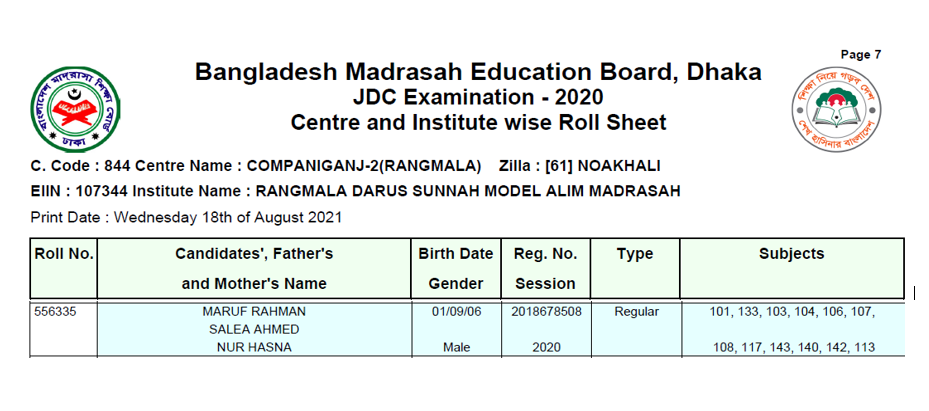 Page 7
বাংলাদেশ মাদ্রাসা শিক্ষা বোর্ড
ঢাকা
Bangladesh Madrasah Education Board, Dhaka
JDC Examination - 2020
Centre and Institute wise Roll Sheet
শিক্ষা নিয়ে গড়ব দেশ
শেখ হাসিনার বাংলাদেশ
C. Code : 844 Centre Name : COMPANIGANJ-2(RANGMALA) Zilla : [61] NOAKHALI
EIIN : 107344 Institute Name : RANGMALA DARUS SUNNAH MODEL ALIM MADRASAH
Print Date : Wednesday 18th of August 2021
Roll No. Candidates', Father's Birth Date Reg. No. Type Subjects
and Mother's Name Gender Session
556335 MARUF RAHMAN 01/09/06 2018678508 Regular 101, 133, 103, 104, 106, 107,
SALEA AHMED
NUR HASNA Male 2020 108, 117, 143, 140, 142, 113